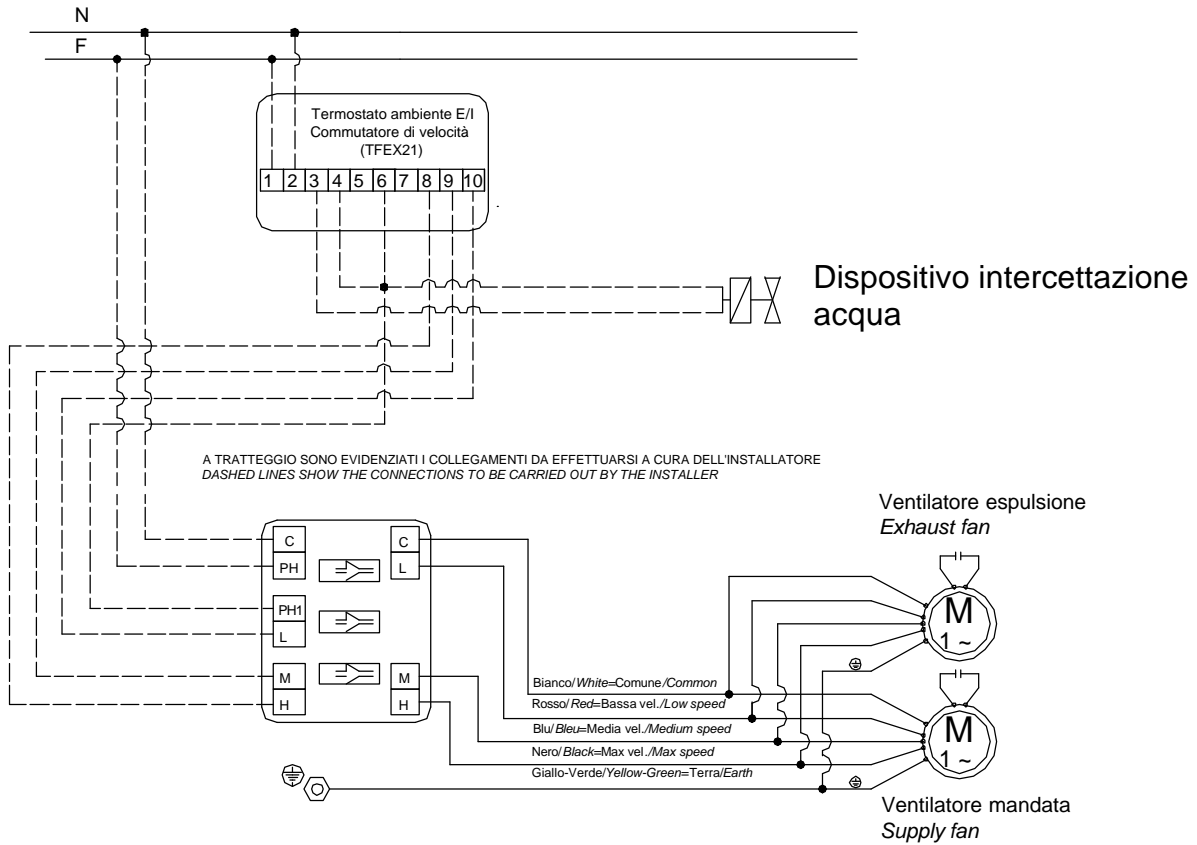 N
F
Termostato ambiente E/I
Commutatore di velocità
(TFEX21)
1 2 3 4 5 6 7 8 9 10
Dispositivo intercettazione
acqua
A TRATTEGGIO SONO EVIDENZIATI I COLLEGAMENTI DA EFFETTUARSI A CURA DELL'INSTALLATORE
DASHED LINES SHOW THE CONNECTIONS TO BE CARRIED OUT BY THE INSTALLER
Ventilatore espulsione
Exhaust fan
C
PH
PH1
L
M
H
C
L
M
H
M
1 ~
Bianco/White=Comune/Common
Rosso/Red=Bassa vel./Low speed
Blu/Bleu=Media vel./Medium speed
Nero/Black=Max vel./Max speed
Giallo-Verde/Yellow-Green=Terra/Earth
M
1 ~
Ventilatore mandata
Supply fan